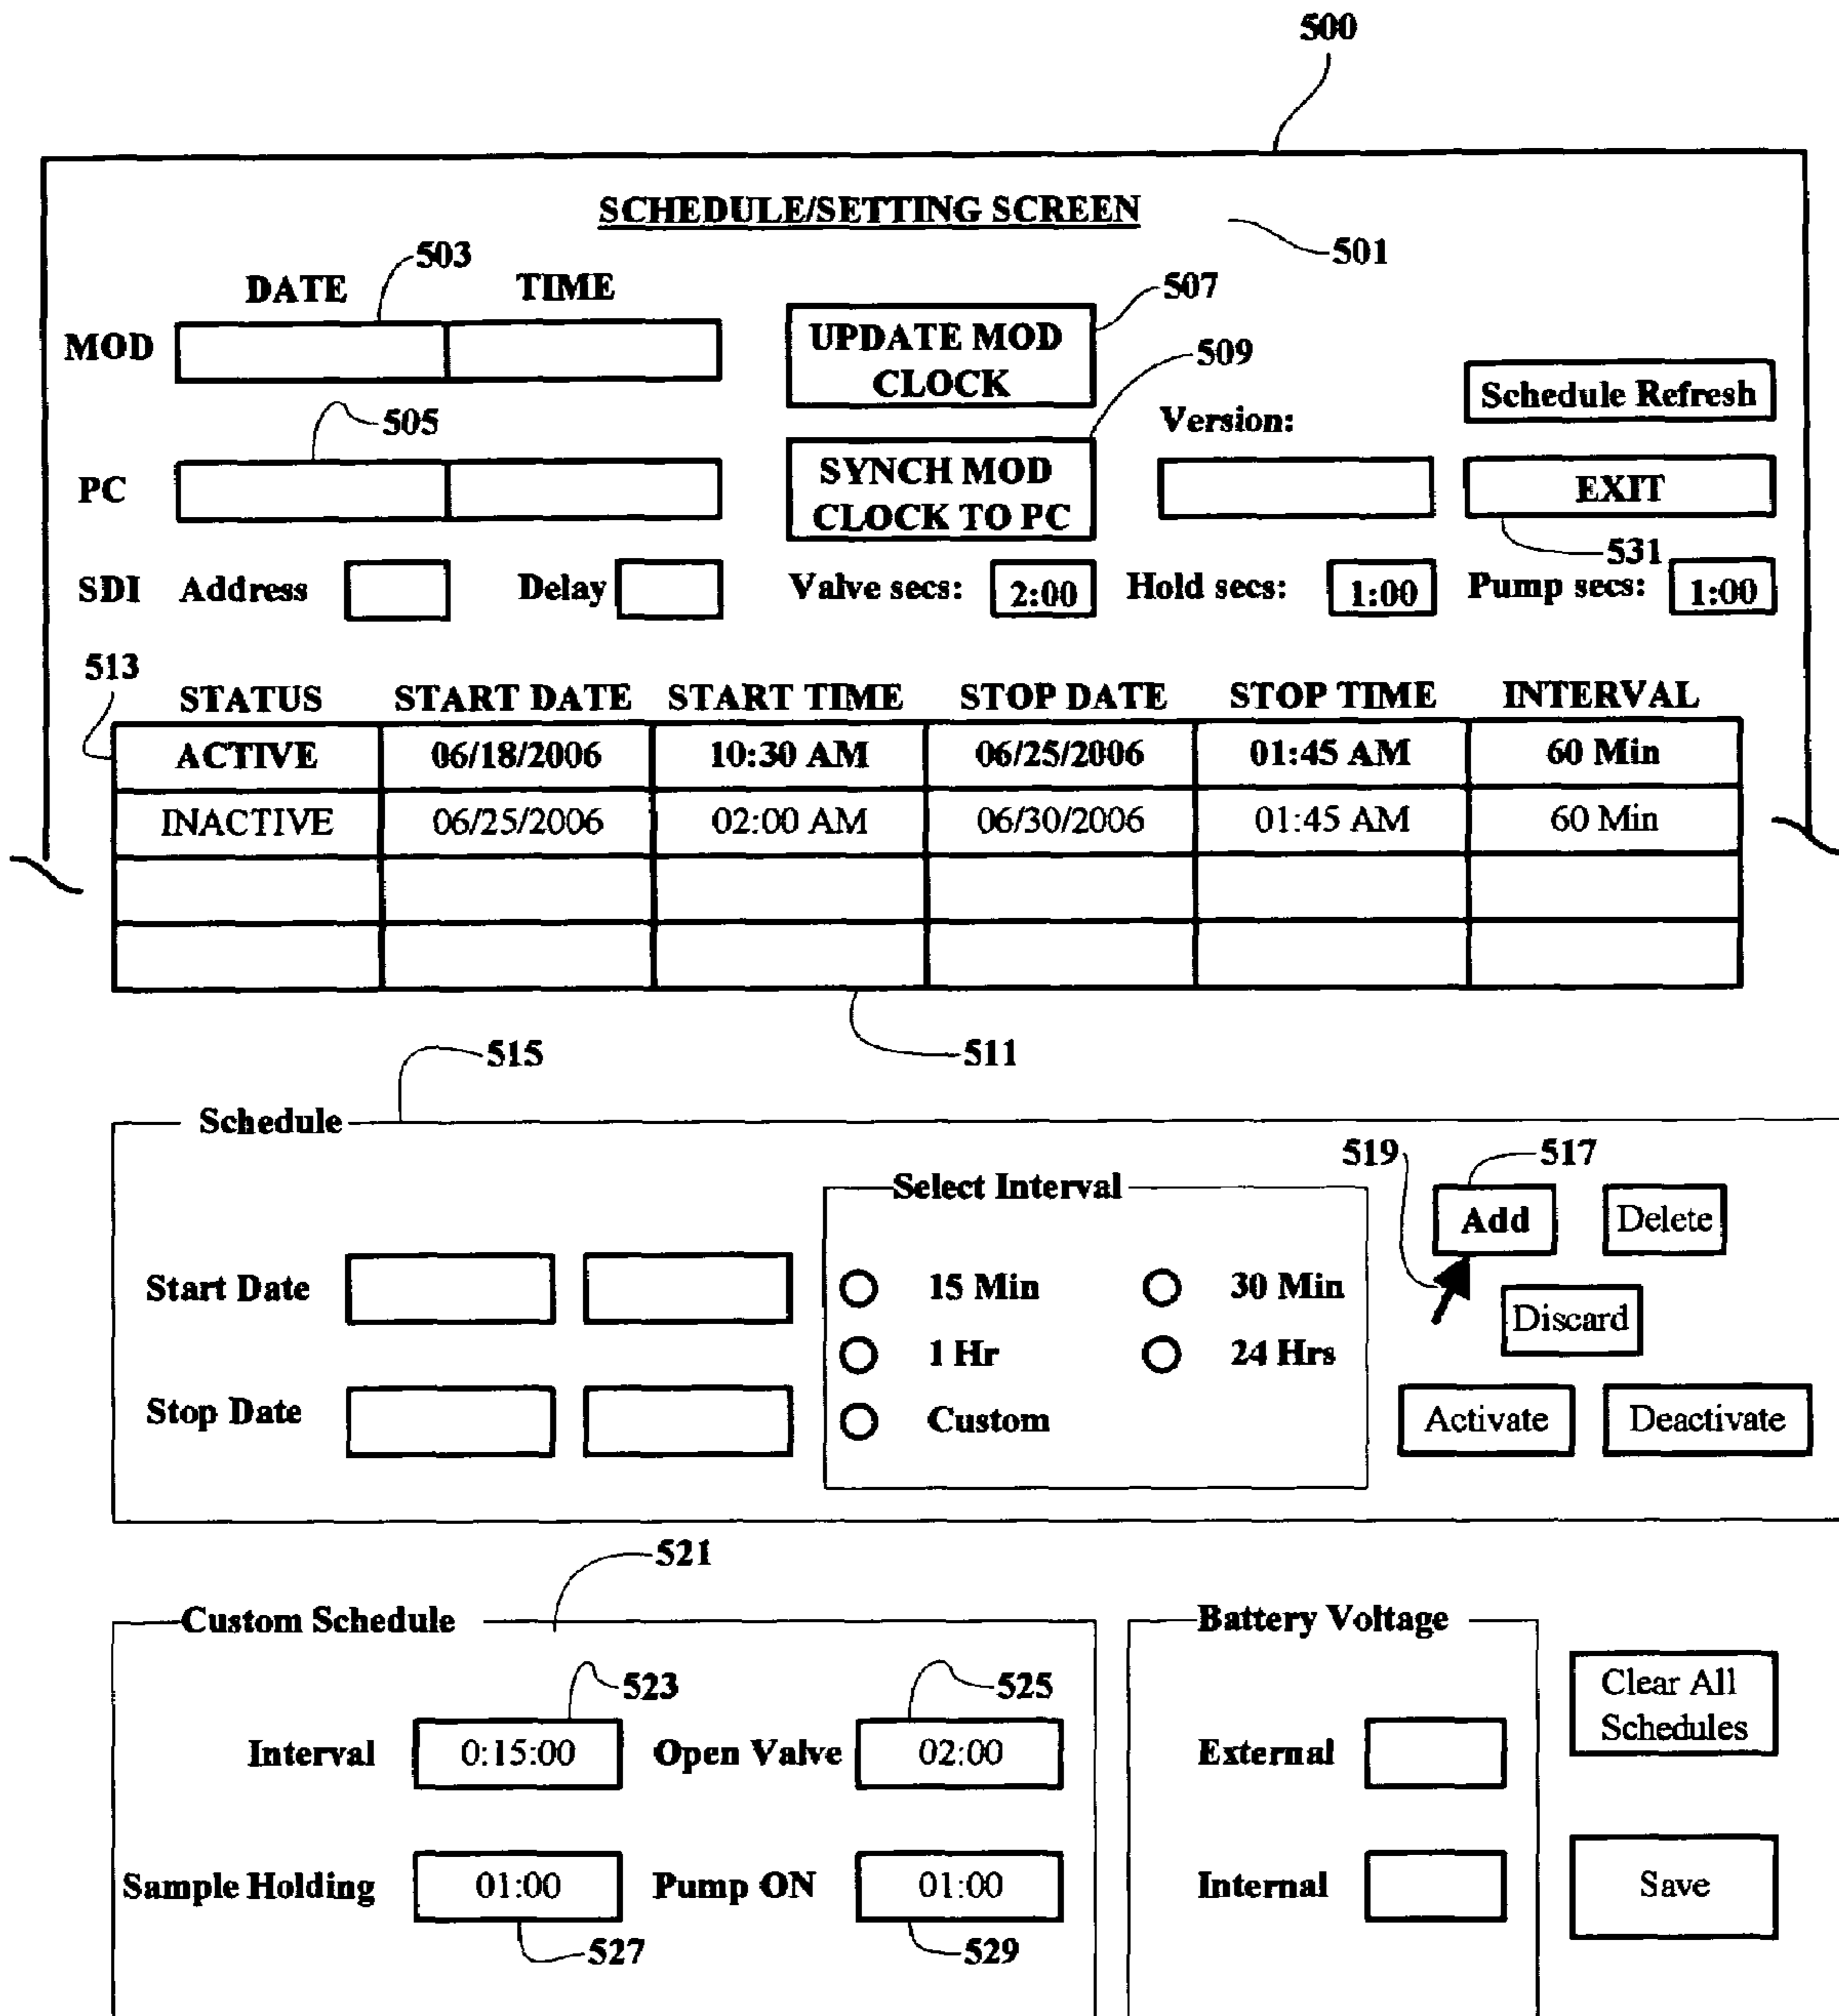 500
SCHEDULE/SETTING SCREEN
501
503
DATE TIME
507
MOD
UPDATE MOD
CLOCK
509
Schedule Refresh
505
Version:
PC
SYNCH MOD
CLOCK TO PC
EXIT
531
SDI Address Delay Valve secs: 2:00 Hold secs: 1:00 Pump secs: 1:00
513
STATUS START DATE START TIME STOP DATE STOP TIME INTERVAL
ACTIVE 06/18/2006 10:30 AM 06/25/2006 01:45 AM 60 Min
INACTIVE 06/25/2006 02:00 AM 06/30/2006 01:45 AM 60 Min
511
515
Schedule
519 517
Select Interval
Add Delete
Start Date
15 Min 30 Min
Discard
1 Hr 24 Hrs
Stop Date
Custom
Activate Deactivate
521
Custom Schedule
Battery Voltage
523 525
Clear All
Schedules
Interval 0:15:00 Open Valve 02:00
External
Sample Holding 01:00 Pump ON 01:00
Internal
Save
527 529